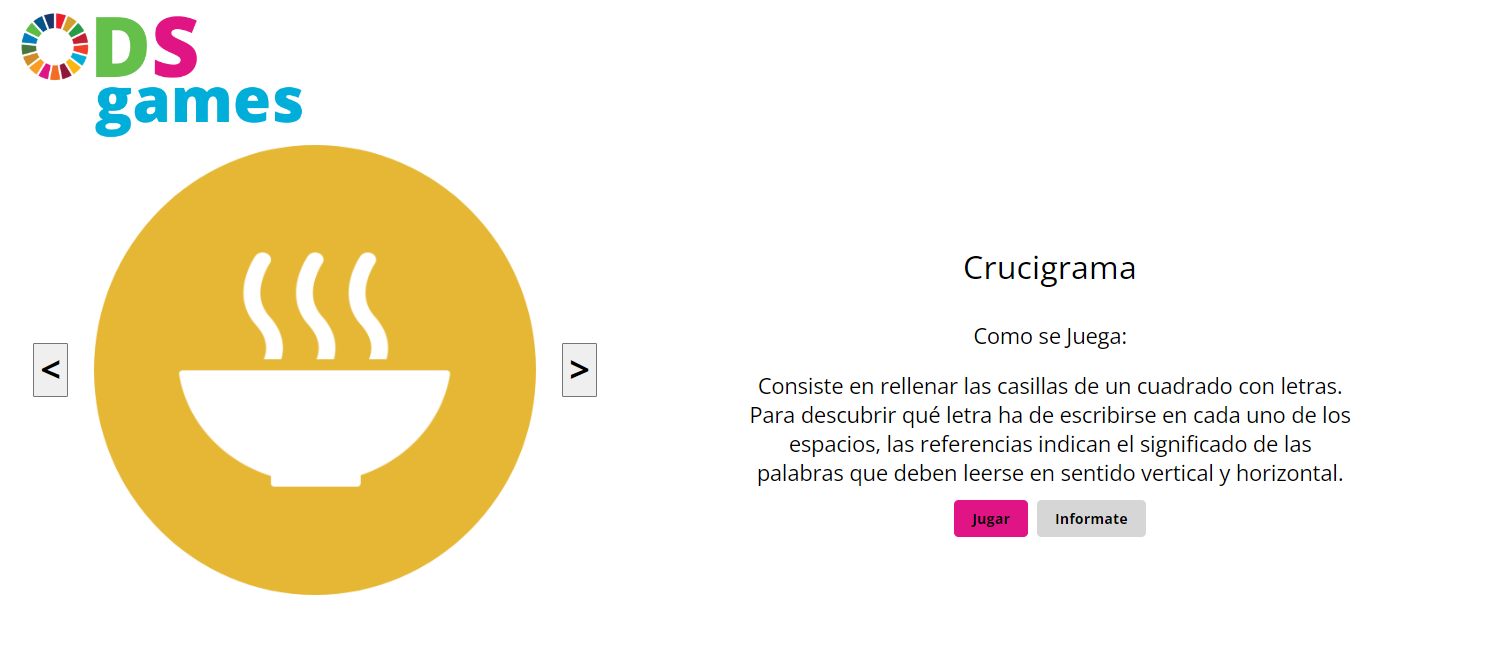 ODS
games
<
>
Crucigrama
Como se Juega:
Consiste en rellenar las casillas de un cuadrado con letras.
Para descubrir qué letra ha de escribirse en cada uno de los
espacios, las referencias indican el significado de las
palabras que deben leerse en sentido vertical y horizontal.
Jugar Informate